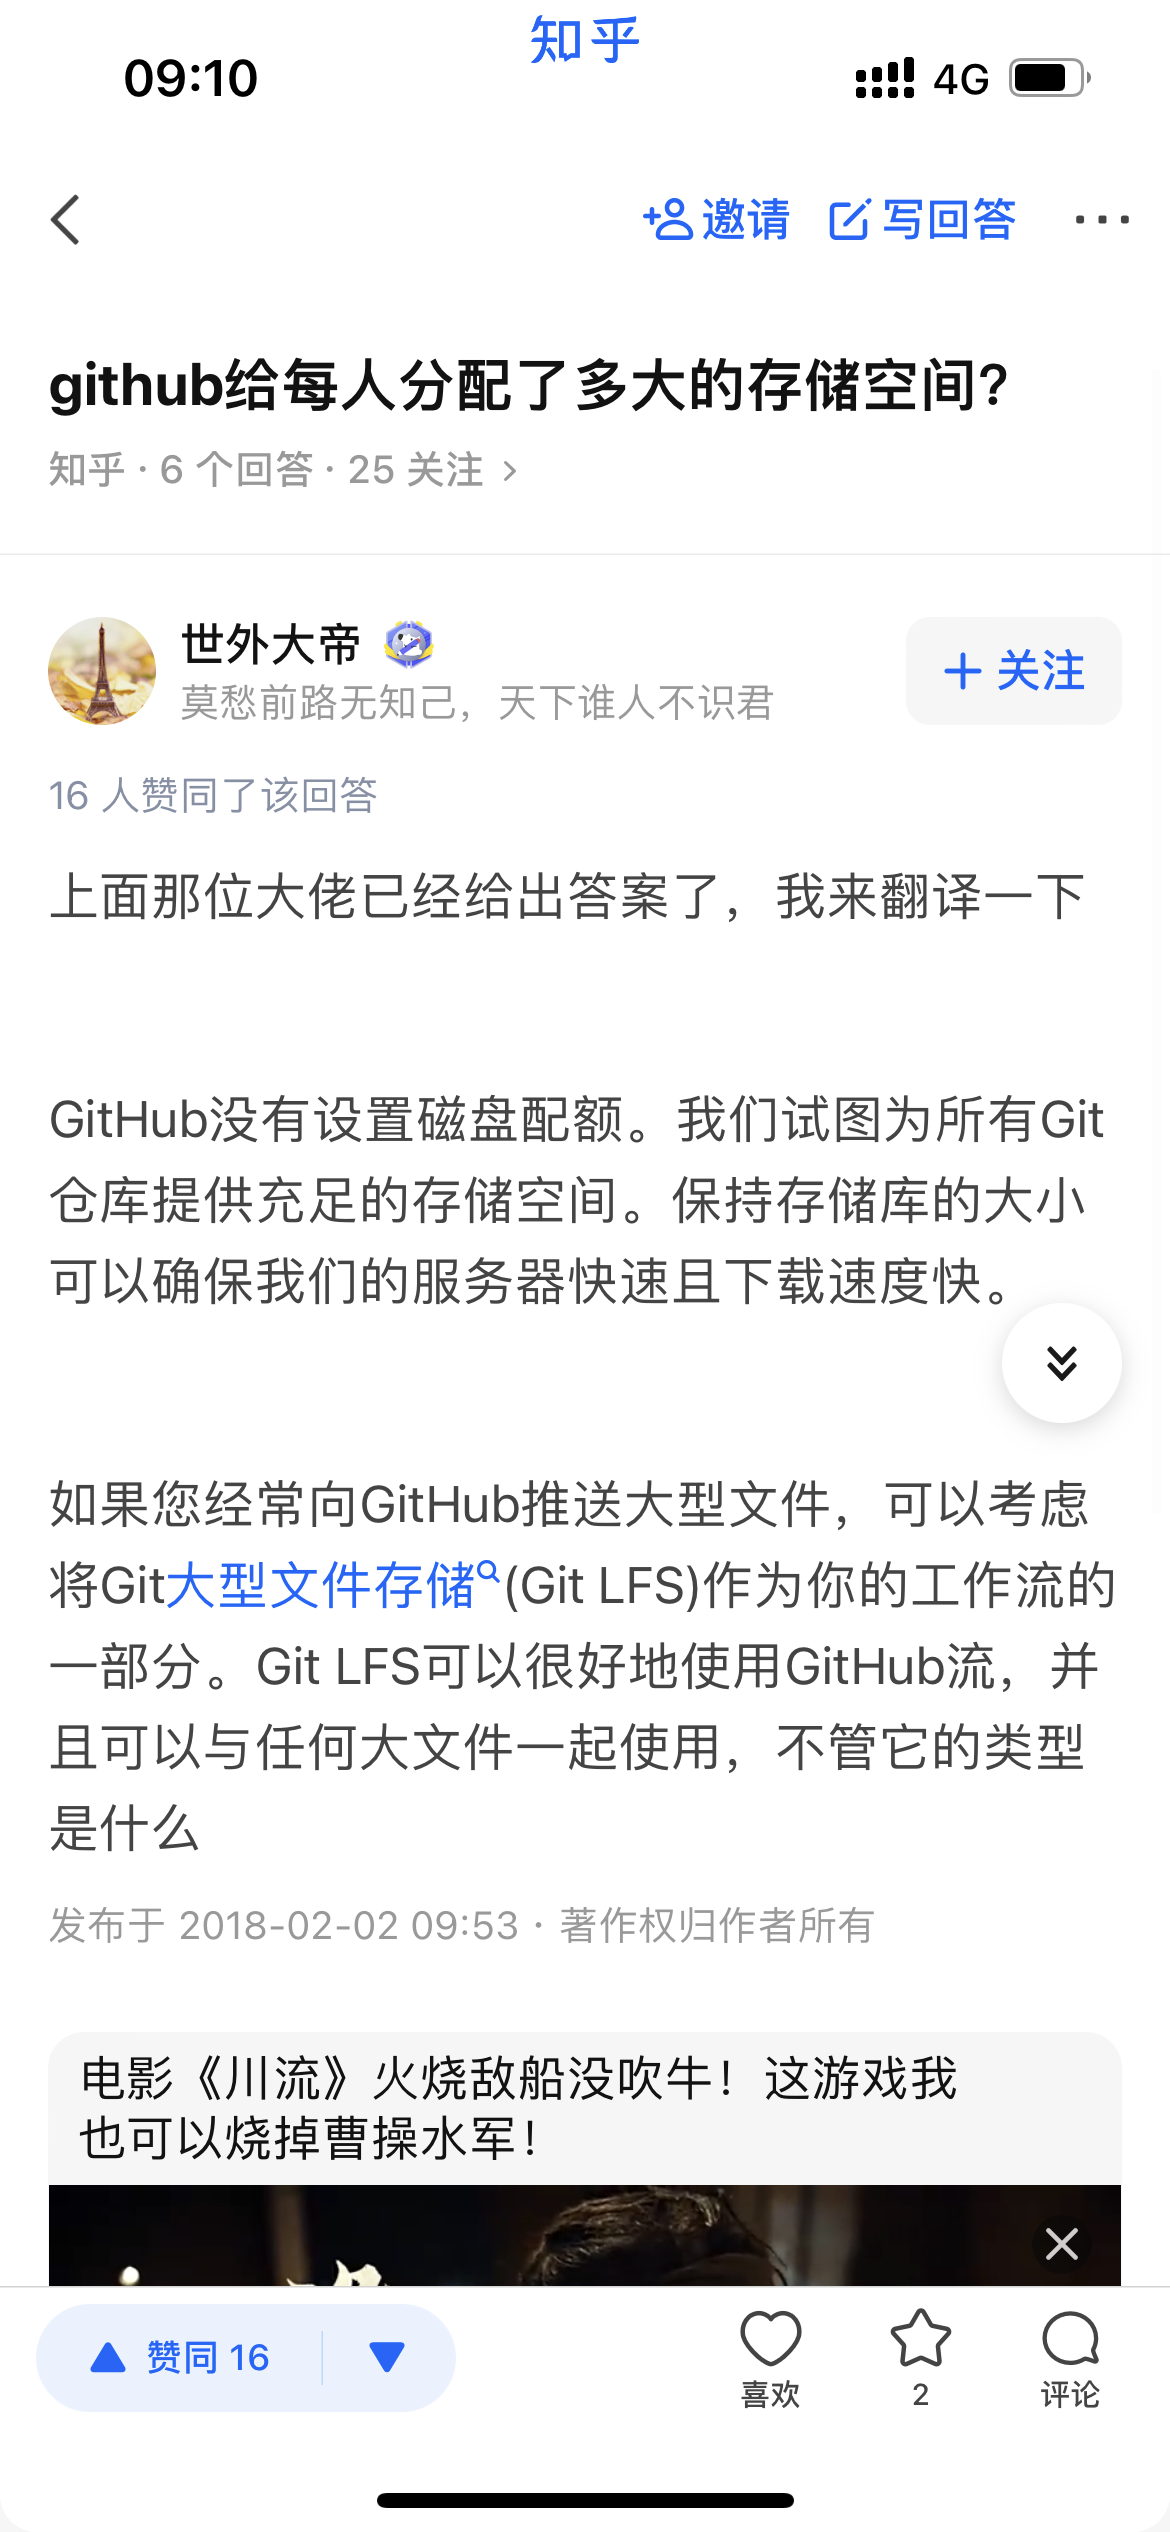 知乎
09:10
4G
邀请 写回答 ···
github给每人分配了多大的存储空间?
知乎 · 6 个回答 · 25 关注 >
世外大帝
莫愁前路无知己，天下谁人不识君
+ 关注
16 人赞同了该回答
上面那位大佬已经给出答案了，我来翻译一下
GitHub没有设置磁盘配额。我们试图为所有Git
仓库提供充足的存储空间。保持存储库的大小
可以确保我们的服务器快速且下载速度快。
如果您经常向GitHub推送大型文件，可以考虑
将Git大型文件存储(Git LFS)作为你的工作流的
一部分。Git LFS可以很好地使用GitHub流，并
且可以与任何大文件一起使用，不管它的类型
是什么
发布于 2018-02-02 09:53 · 著作权归作者所有
电影《川流》火烧敌船没吹牛！这游戏我
也可以烧掉曹操水军！
赞同 16
喜欢
2
评论